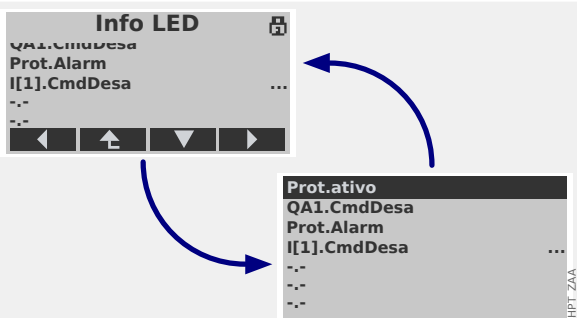 Info LED
QA1.CmdDesa
Prot.Alarm
I[1].CmdDesa ...
-.-
-.-
Prot.ativo
QA1.CmdDesa
Prot.Alarm
I[1].CmdDesa ...
-.-
-.-
-.-
HPT_ZAA